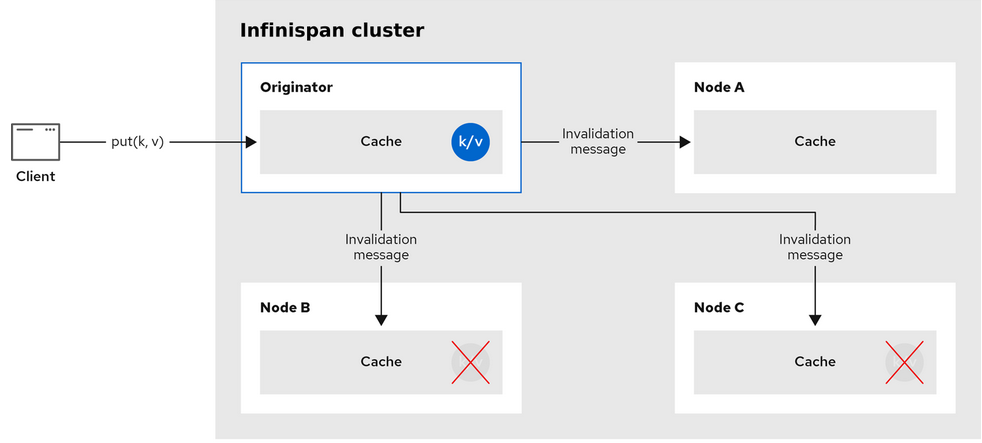 Infinispan cluster
Originator
Cache
k/v
Node A
Cache
put(k, v)
Client
Invalidation
message
Invalidation
message
Invalidation
message
Node B
Cache
Node C
Cache